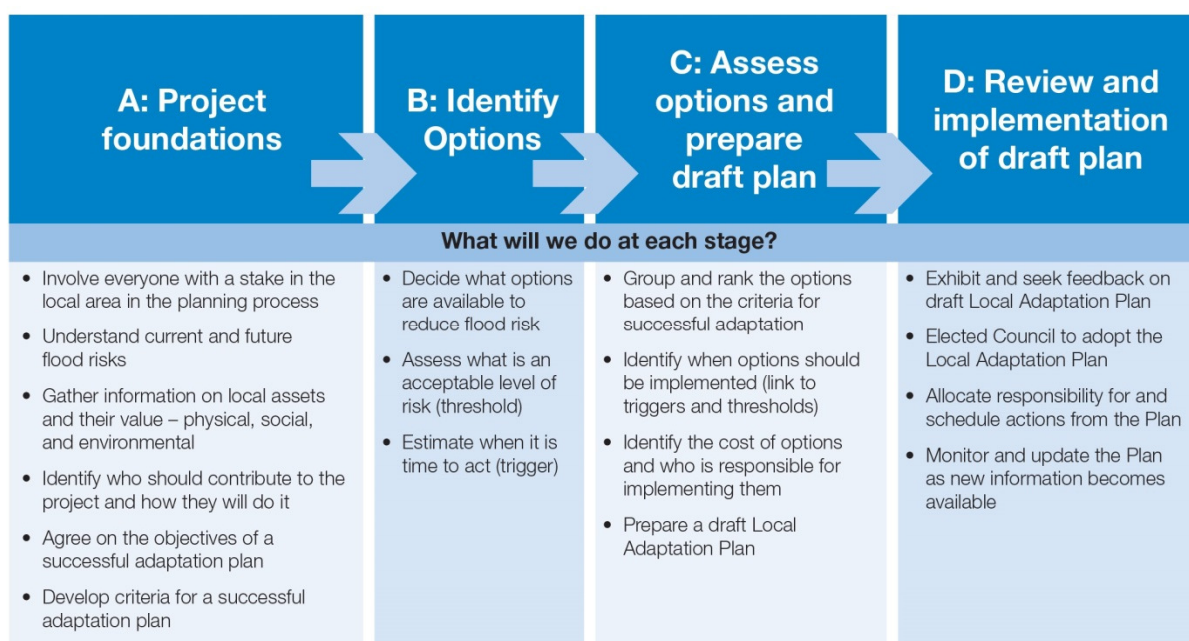 A: Project
foundations
B: Identify
Options
C: Assess
options and
prepare
draft plan
D: Review and
implementation
of draft plan
What will we do at each stage?
• Involve everyone with a stake in the
local area in the planning process
• Understand current and future
flood risks
• Gather information on local assets
and their value – physical, social,
and environmental
• Identify who should contribute to the
project and how they will do it
• Agree on the objectives of a
successful adaptation plan
• Develop criteria for a successful
adaptation plan
• Decide what options
are available to
reduce flood risk
• Assess what is an
acceptable level of
risk (threshold)
• Estimate when it is
time to act (trigger)
• Group and rank the options
based on the criteria for
successful adaptation
• Identify when options should
be implemented (link to
triggers and thresholds)
• Identify the cost of options
and who is responsible for
implementing them
• Prepare a draft Local
Adaptation Plan
• Exhibit and seek feedback on
draft Local Adaptation Plan
• Elected Council to adopt the
Local Adaptation Plan
• Allocate responsibility for and
schedule actions from the Plan
• Monitor and update the Plan
as new information becomes
available